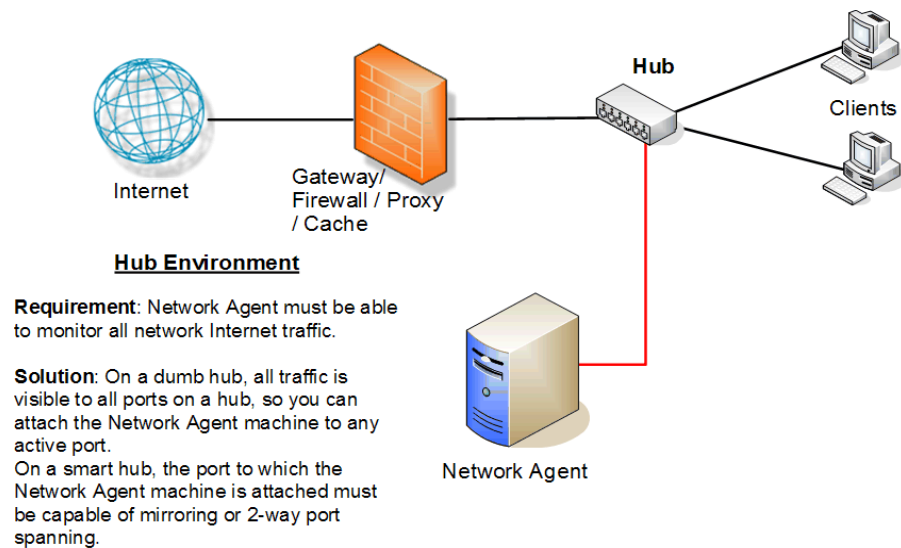 Hub
Clients
Internet
Gateway/
Firewall / Proxy
/ Cache
Hub Environment
Requirement: Network Agent must be able
to monitor all network Internet traffic.
Solution: On a dumb hub, all traffic is
visible to all ports on a hub, so you can
attach the Network Agent machine to any
active port.
On a smart hub, the port to which the
Network Agent machine is attached must
be capable of mirroring or 2-way port
spanning.
Network Agent